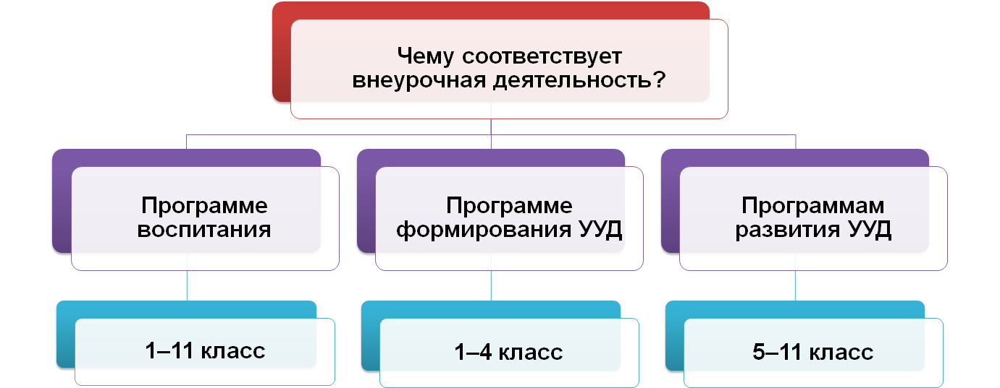 Чему соответствует
внеурочная деятельность?
Программе
воспитания
Программе
формирования УУД
Программам
развития УУД
1–11 класс
1–4 класс
5–11 класс